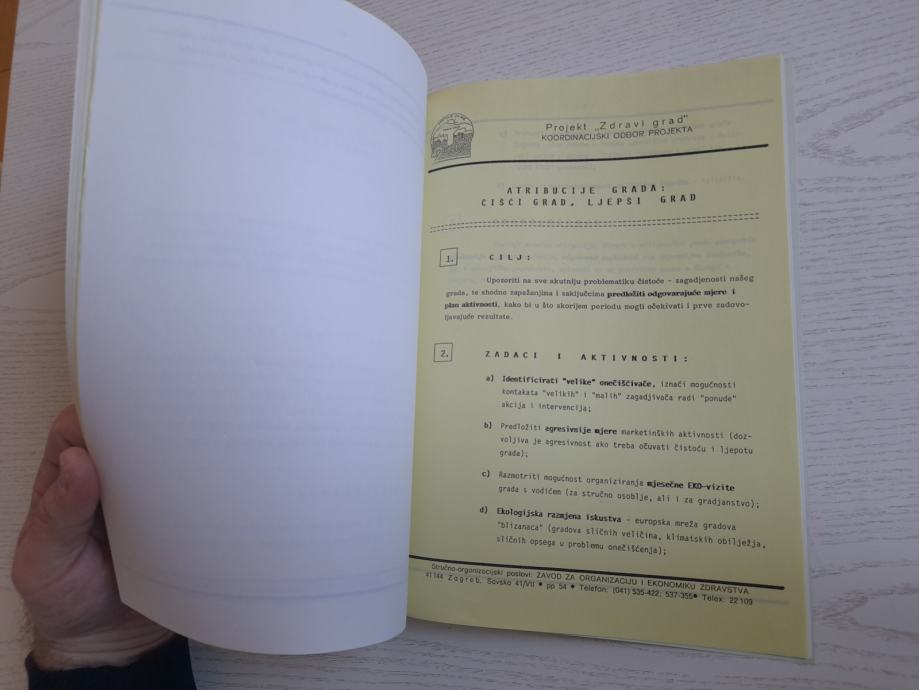 Projekt „Zdravi grad"
KOORDINACIJSKI ODBOR PROJEKTA
ATRIBUCIJE GRADA:
ČIŠĆI GRAD, LJEPŠI GRAD
1. CILJ:
Upozoriti na sve akutniju problematiku čistoće - zagadjenosti našeg
grada, te shodno zapažanjima i zaključcima predložiti odgovarajuće mjere i
plan aktivnosti, kako bi u što skorijem periodu mogli očekivati i prve zadovo-
ljavajuće rezultate.
2. ZADACI I AKTIVNOSTI:
a) Identificirati "velike" onečišćivače, iznaći mogućnosti
kontakata "velikih" i "malih" zagadjivača radi "ponude"
akcija i intervencija;
b) Predložiti agresivnije mjere marketinških aktivnosti (doz-
voljiva je agresivnost ako treba očuvati čistoću i ljepotu
grada);
c) Razmotriti mogućnost organiziranja mjesečne EKO-vizite
grada s vodičem (za stručno osoblje, ali i za gradjanstvo);
d) Ekologijska razmjena iskustva - europska mreža gradova
"blizanaca" (gradova sličnih veličina, klimatskih obilježja,
sličnih opsega u problemu onečišćenja);
Stručno-organizacijski poslovi: ZAVOD ZA ORGANIZACIJU I EKONOMIKU ZDRAVSTVA
41144 Zagreb, Savska 41/VII • pp 54 • Telefon: (041) 535-422; 537-355 • Telex: 22109